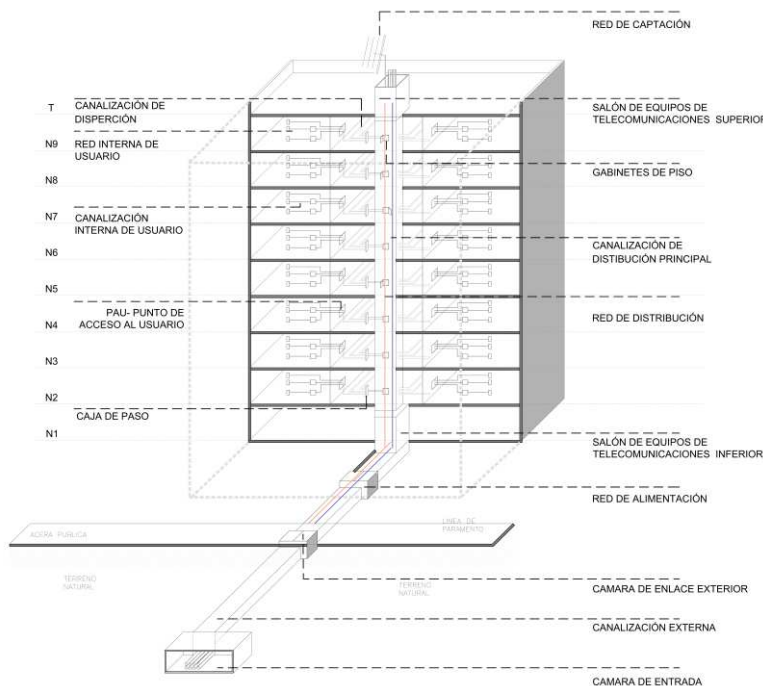 RED DE CAPTACIÓN
T
CANALIZACIÓN DE
DISPERCIÓN
SALÓN DE EQUIPOS DE
TELECOMUNICACIONES SUPERIOR
N9
RED INTERNA DE
USUARIO
GABINETES DE PISO
N8
N7
CANALIZACIÓN
INTERNA DE USUARIO
CANALIZACIÓN DE
DISTIBUCIÓN PRINCIPAL
N6
N5
PAU- PUNTO DE
ACCESO AL USUARIO
RED DE DISTRIBUCIÓN
N4
N3
N2
CAJA DE PASO
N1
SALÓN DE EQUIPOS DE
TELECOMUNICACIONES INFERIOR
RED DE ALIMENTACIÓN
ACERA PUBLICA
LINEA DE
PARAMENTO
TERRENO
NATURAL
TERRENO
NATURAL
CAMARA DE ENLACE EXTERIOR
CANALIZACIÓN EXTERNA
CAMARA DE ENTRADA